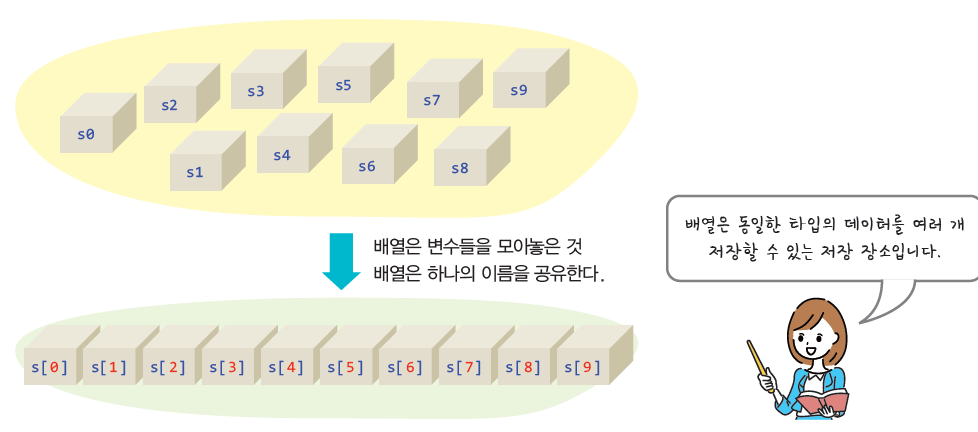 s0
s2
s3
s5
s7
s9
s1
s4
s6
s8
배열은 변수들을 모아놓은 것
배열은 하나의 이름을 공유한다.
배열은 동일한 타입의 데이터를 여러 개
저장할 수 있는 저장 장소입니다.
s[0] s[1] s[2] s[3] s[4] s[5] s[6] s[7] s[8] s[9]